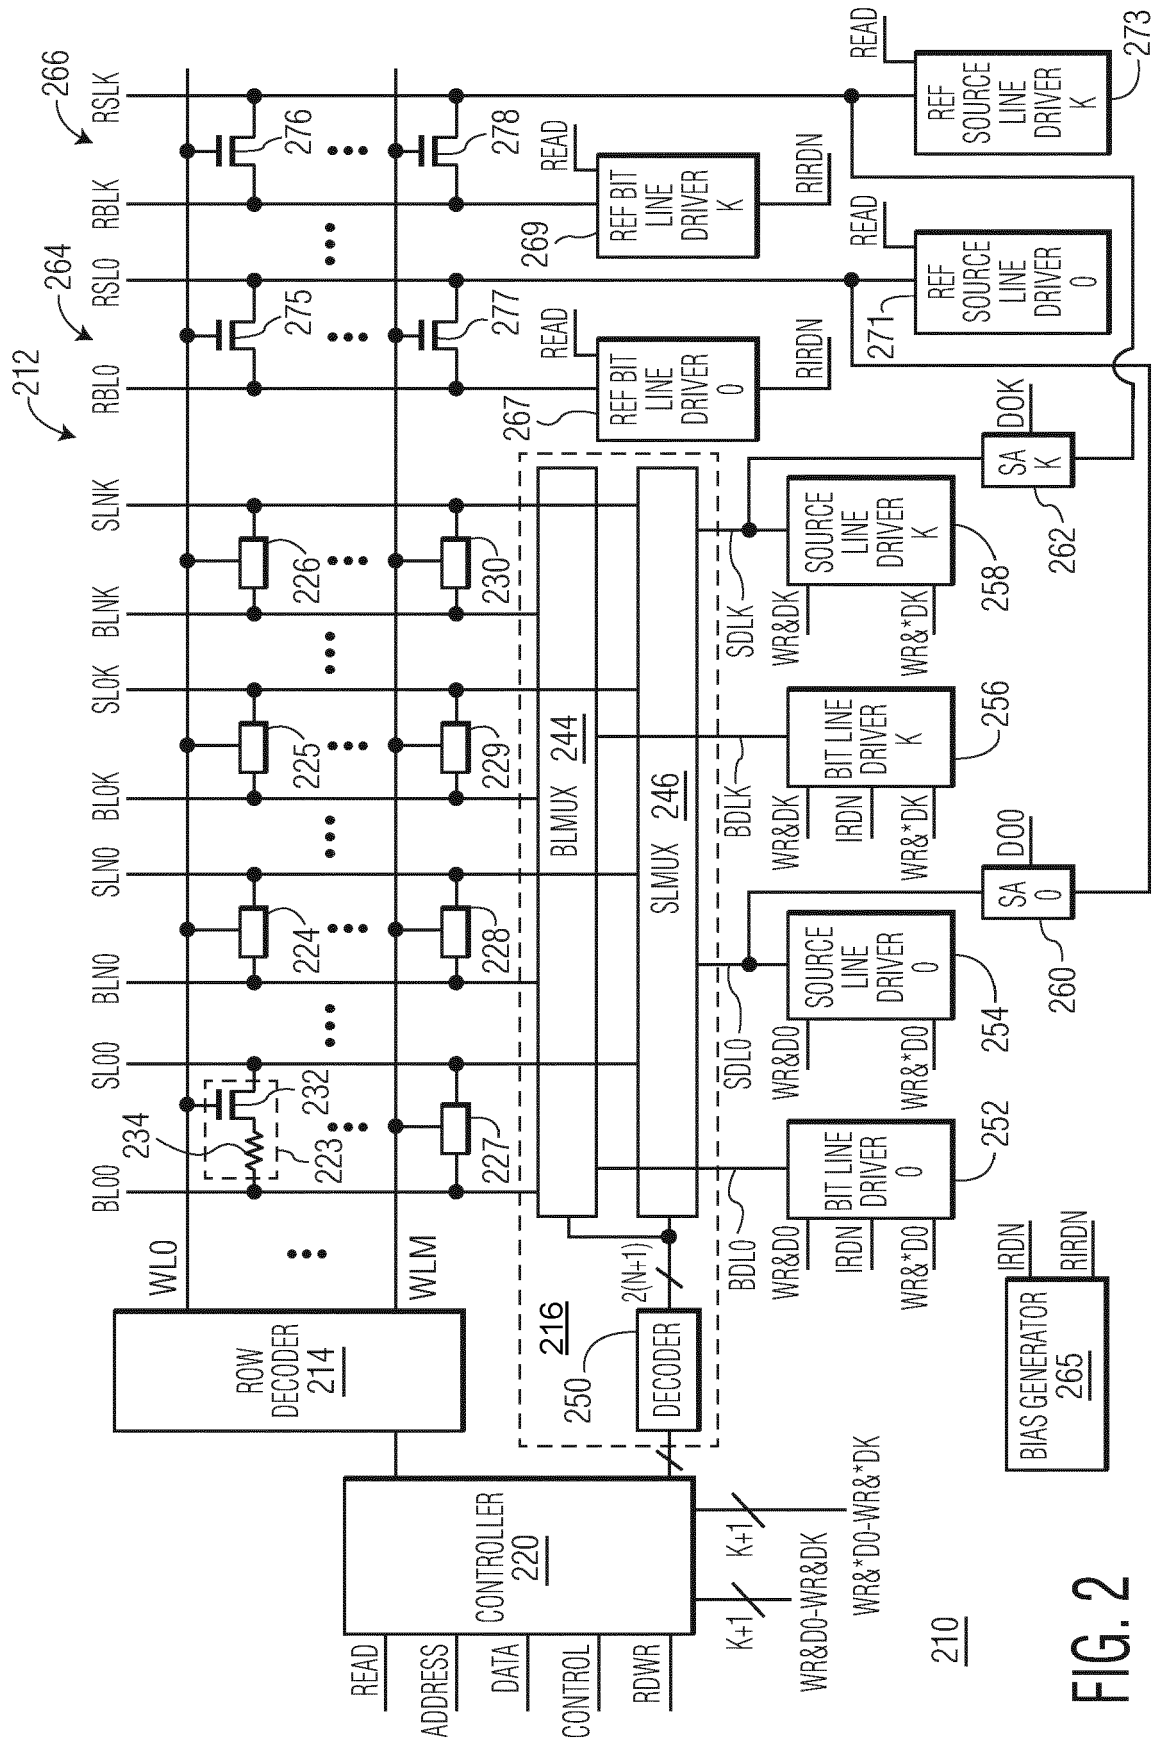 212
264
266
BL00
SL00
BLN0
SLN0
BL0K
SL0K
BLNK
SLNK
RBL0
RSL0
RBLK
RSLK
WL0
WLM
234
232
223
224
225
226
275
276
227
228
229
230
277
278
ROW
DECODER
214
READ
ADDRESS
DATA
CONTROL
RDWR
CONTROLLER
220
K+1
K+1
WR&D0-WR&DK
WR&*D0-WR&*DK
216
250
DECODER
2(N+1)
BLMUX 244
SLMUX 246
BDL0
SDL0
BDLK
SDLK
WR&D0
IRDN
WR&*D0
BIT LINE
DRIVER
0
252
WR&D0
WR&*D0
SOURCE
LINE
DRIVER
0
254
WR&DK
IRDN
WR&*DK
BIT LINE
DRIVER
K
256
WR&DK
WR&*DK
SOURCE
LINE
DRIVER
K
258
SA
0
DO0
260
SA
K
DOK
262
REF BIT
LINE
DRIVER
0
267
READ
RIRDN
REF BIT
LINE
DRIVER
K
269
READ
RIRDN
REF
SOURCE
LINE
DRIVER
0
271
READ
REF
SOURCE
LINE
DRIVER
K
273
READ
BIAS GENERATOR
265
IRDN
RIRDN
210
FIG. 2